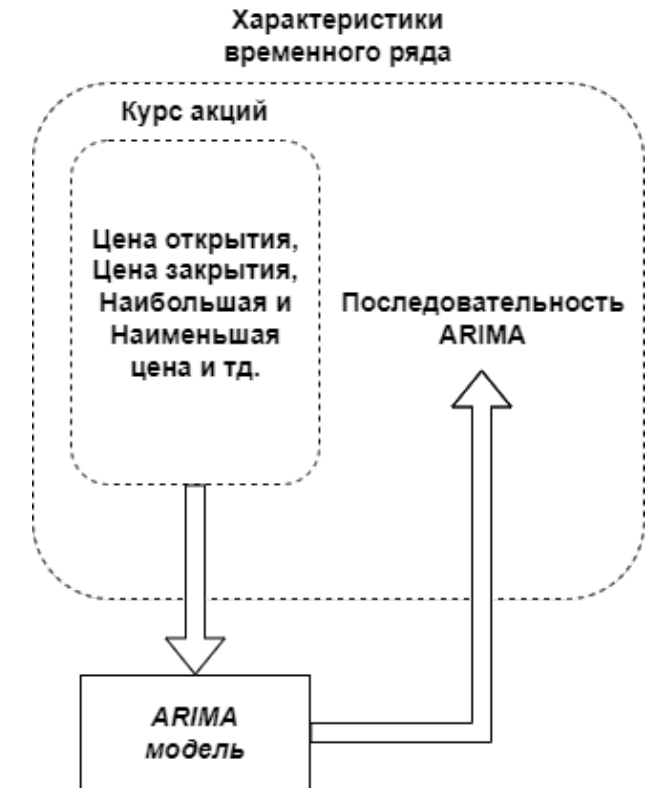 Характеристики
временного ряда
Курс акций
Цена открытия,
Цена закрытия,
Наибольшая и
Наименьшая
цена и тд.
Последовательность
ARIMA
ARIMA
модель